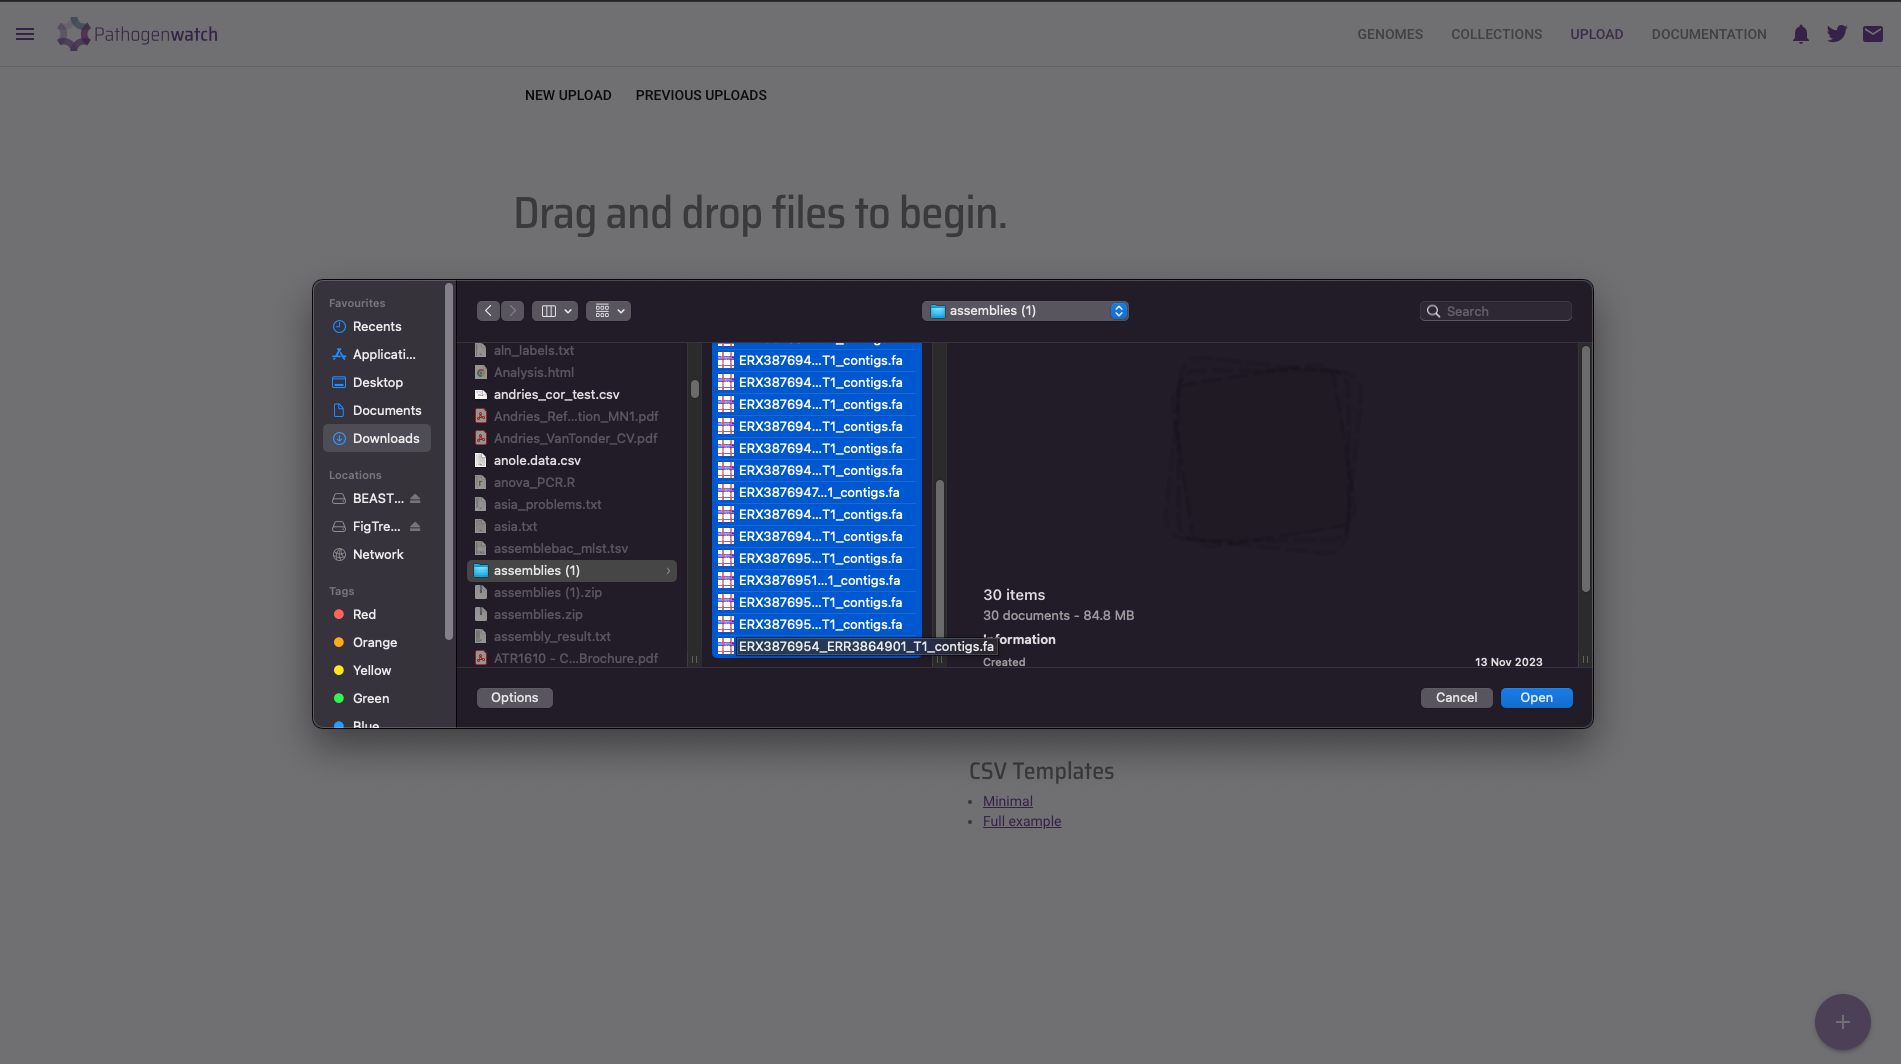 Pathogenwatch
GENOMES
COLLECTIONS
UPLOAD
DOCUMENTATION
NEW UPLOAD
PREVIOUS UPLOADS
Drag and drop files to begin.
Favourites
Recents
Applicati...
Desktop
Documents
Downloads
Locations
BEAST...
FigTre...
Network
Tags
Red
Orange
Yellow
Green
Blue
assemblies (1)
Search
aln_labels.txt
Analysis.html
andries_cor_test.csv
Andries_Ref...tion_MN1.pdf
Andries_VanTonder_CV.pdf
anole.data.csv
anova_PCR.R
asia_problems.txt
asia.txt
assemblebac_mlst.tsv
assemblies (1)
assemblies (1).zip
assemblies.zip
assembly_result.txt
ATR1610 - C...Brochure.pdf
ERX387694...T1_contigs.fa
ERX387694...T1_contigs.fa
ERX387694...T1_contigs.fa
ERX387694...T1_contigs.fa
ERX387694...T1_contigs.fa
ERX387694...T1_contigs.fa
ERX3876947...1_contigs.fa
ERX387694...T1_contigs.fa
ERX387694...T1_contigs.fa
ERX387695...T1_contigs.fa
ERX3876951...1_contigs.fa
ERX387695...T1_contigs.fa
ERX387695...T1_contigs.fa
ERX3876954_ERR3864901_T1_contigs.fa
30 items
30 documents - 84.8 MB
Information
Created
13 Nov 2023
Options
Cancel
Open
CSV Templates
Minimal
Full example